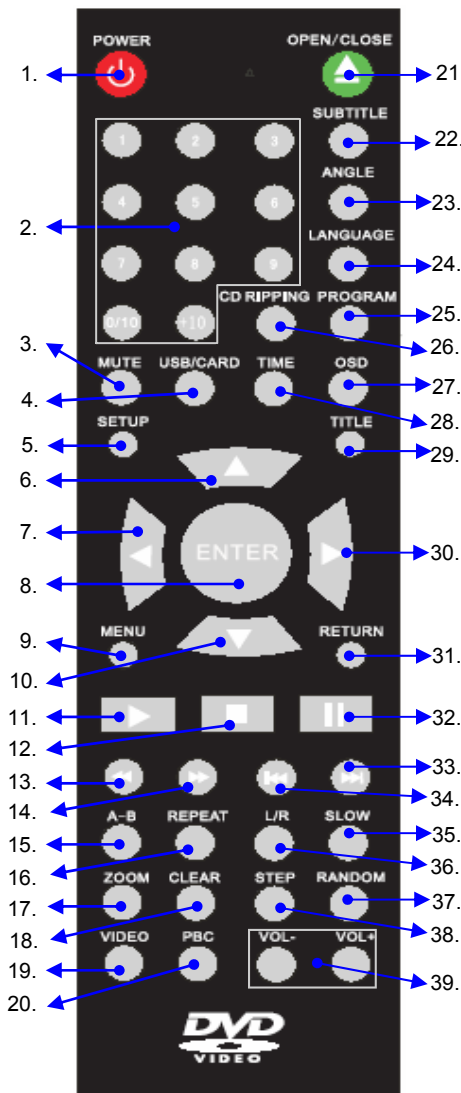 POWER OPEN/CLOSE
1. 21
SUBTITLE
1 2 3 22.
ANGLE
4 5 6 23.
2.
LANGUAGE
7 8 9 24.
CD RIPPING PROGRAM
0/10 +10 25.
26.
3.
MUTE USB/CARD TIME OSD
27.
4. 28.
SETUP TITLE
5. 29.
6.
7.
ENTER 30.
8.
MENU RETURN
9. 31.
10.
11. 32.
12.
13. 33.
14. 34.
A-B REPEAT L/R SLOW
15. 35.
16. 36.
ZOOM CLEAR STEP RANDOM
17. 37.
18. 38.
VIDEO PBC VOL- VOL+
19. 39.
20.
DVD
VIDEO